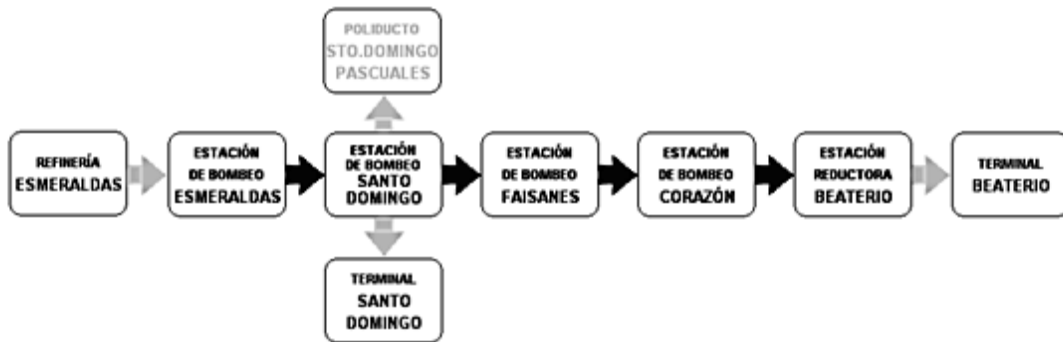 POLIDUCTO
STO.DOMINGO
PASCUALES
REFINERÍA
ESMERALDAS
ESTACIÓN
DE BOMBEO
ESMERALDAS
ESTACIÓN
DE BOMBEO
SANTO
DOMINGO
ESTACIÓN
DE BOMBEO
FAISANES
ESTACIÓN
DE BOMBEO
CORAZÓN
ESTACIÓN
REDUCTORA
BEATERIO
TERMINAL
BEATERIO
TERMINAL
SANTO
DOMINGO